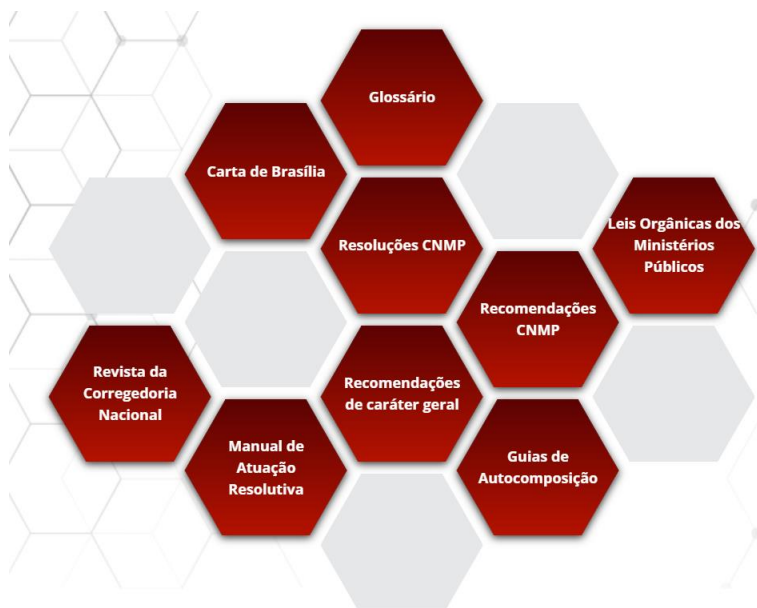 Glossário
Carta de Brasília
Resoluções CNMP
Leis Orgânicas dos
Ministérios
Públicos
Recomendações
CNMP
Revista da
Corregedoria
Nacional
Recomendações
de caráter geral
Manual de
Atuação
Resolutiva
Guias de
Autocomposição